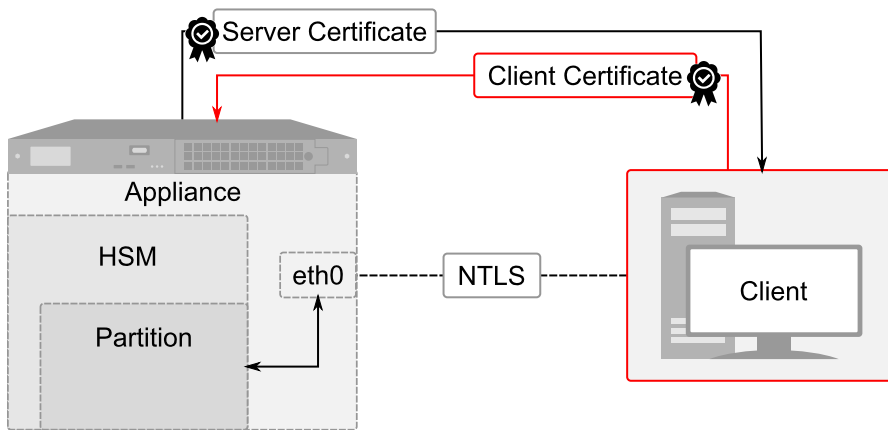 Server Certificate
Client Certificate
Appliance
HSM
eth0
NTLS
Client
Partition